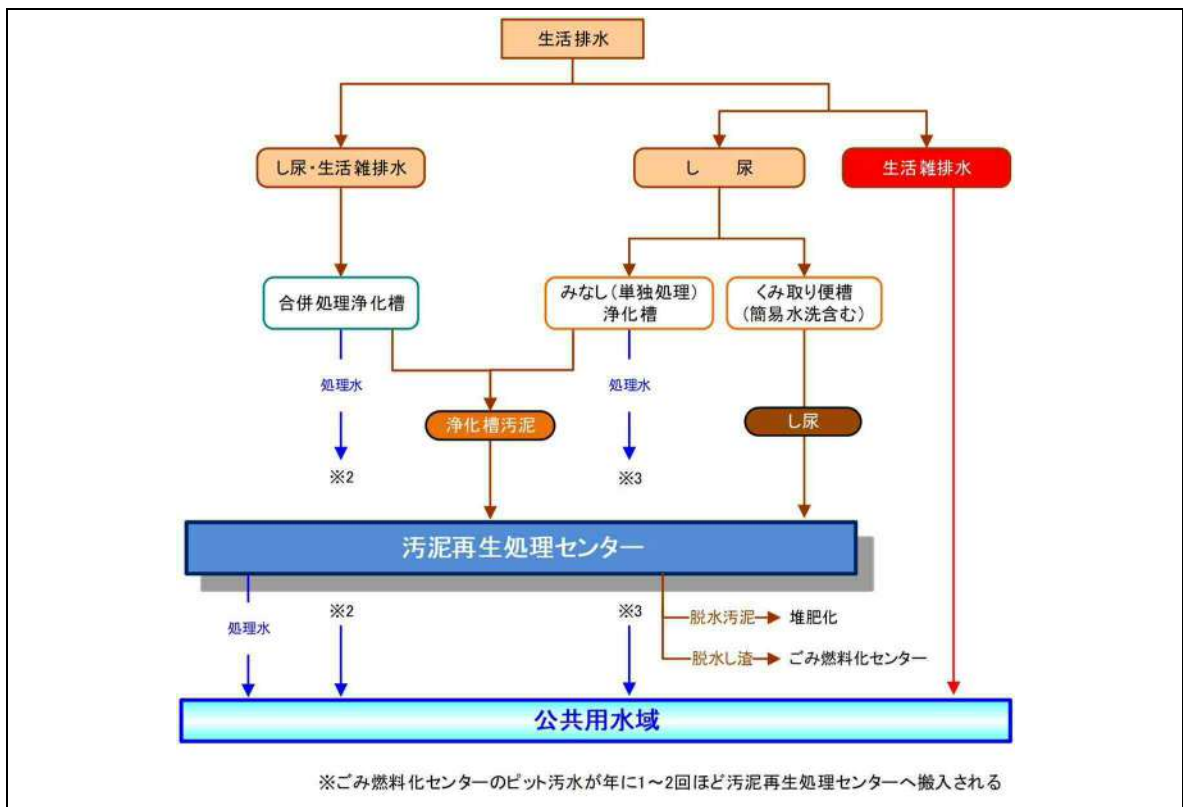 生活排水
し尿・生活雑排水
し　尿
生活雑排水
合併処理浄化槽
みなし(単独処理)
浄化槽
くみ取り便槽
(簡易水洗含む)
処理水
処理水
浄化槽汚泥
し尿
※2
※3
汚泥再生処理センター
処理水
※2
※3
脱水汚泥
堆肥化
脱水し渣
ごみ燃料化センター
公共用水域
※ごみ燃料化センターのピット汚水が年に1～2回ほど汚泥再生処理センターへ搬入される